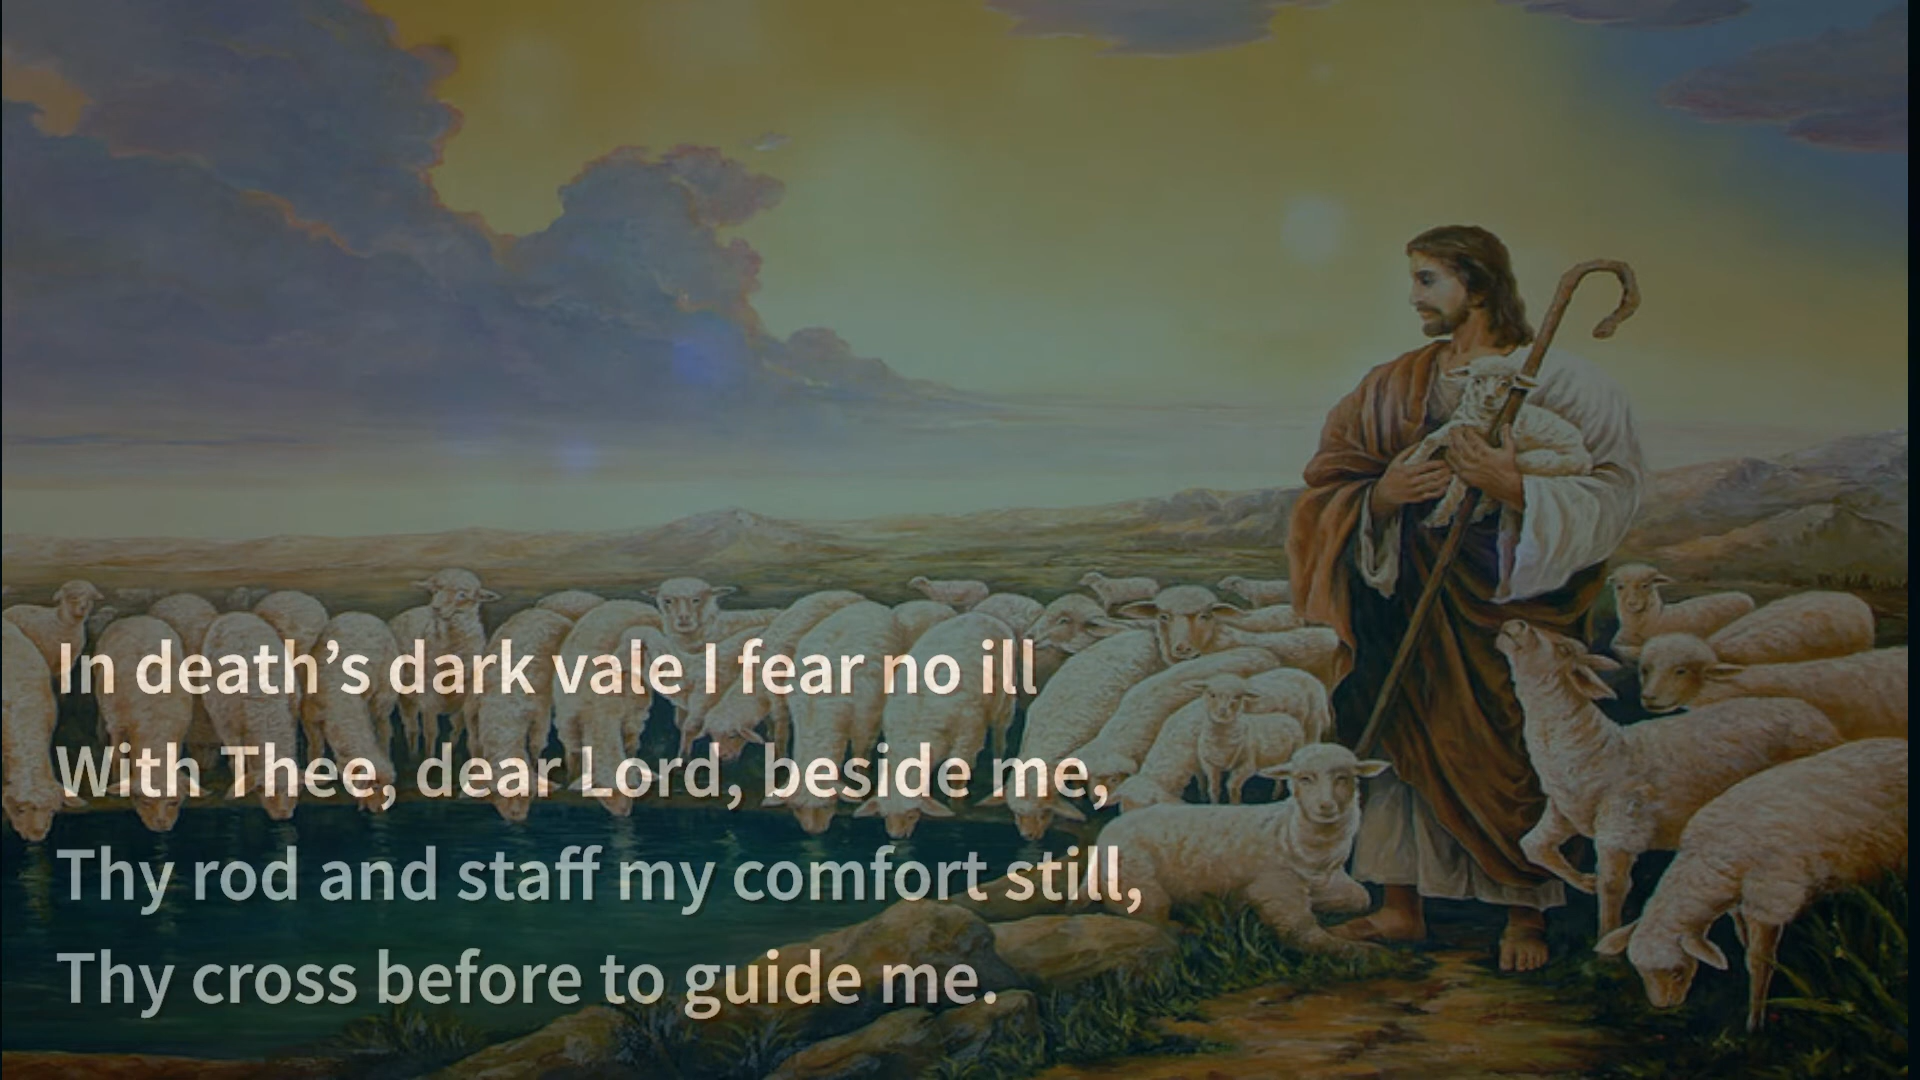 In death’s dark vale I fear no ill
With Thee, dear Lord, beside me,
Thy rod and staff my comfort still,
Thy cross before to guide me.